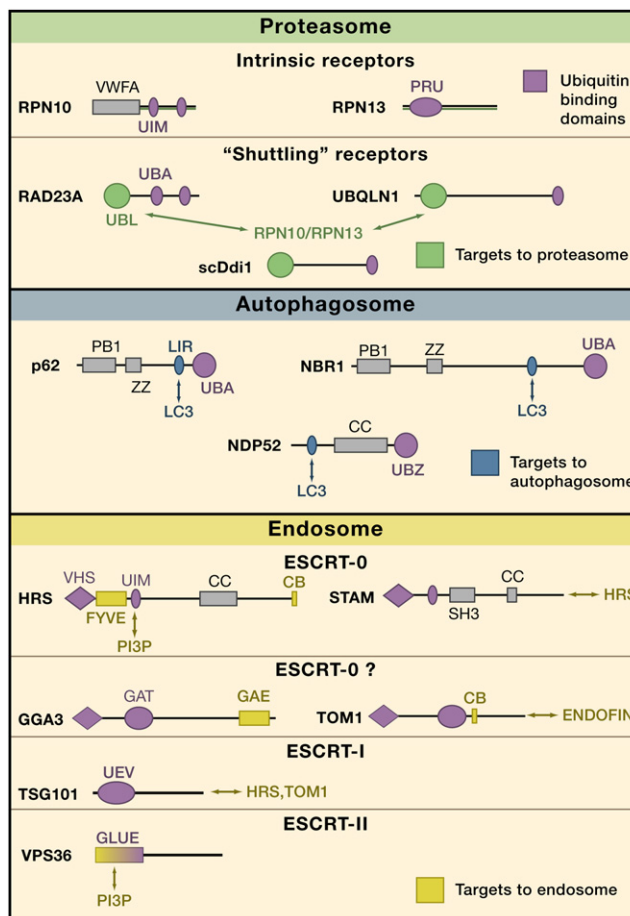 Proteasome
Intrinsic receptors
VWFA
RPN10
UIM
PRU
RPN13
Ubiquitin
binding
domains
"Shuttling" receptors
RAD23A
UBA
UBL
UBQLN1
RPN10/RPN13
scDdi1
Targets to proteasome
Autophagosome
PB1
LIR
p62
ZZ
UBA
LC3
PB1
ZZ
UBA
NBR1
LC3
CC
NDP52
UBZ
LC3
Targets to
autophagosome
Endosome
ESCRT-0
VHS
UIM
CC
CB
HRS
FYVE
PI3P
CC
STAM
HRS
SH3
ESCRT-0 ?
GAT
GAE
GGA3
CB
TOM1
ENDOFIN
ESCRT-I
UEV
TSG101
HRS,TOM1
ESCRT-II
GLUE
VPS36
PI3P
Targets to endosome